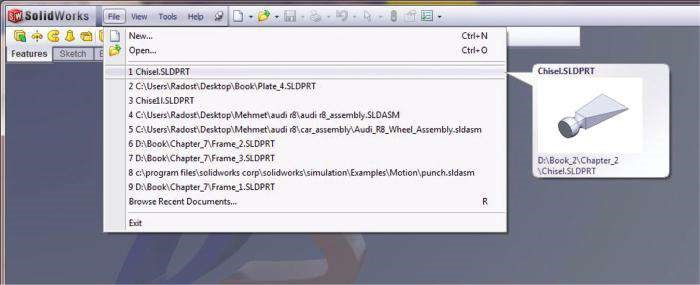 SW SolidWorks File View Tools Help
Features Sketch
New... Ctrl+N
Open... Ctrl+O
1 Chisel.SLDPRT
2 C:\Users\Radost\Desktop\Book\Plate_4.SLDPRT
3 Chise1l.SLDPRT
4 C:\Users\Radost\Desktop\Mehmet\audi r8\audi r8_assembly.SLDASM
5 C:\Users\Radost\Desktop\Mehmet\audi r8\car_assembly\Audi_R8_Wheel_Assembly.sldasm
6 D:\Book\Chapter_7\Frame_2.SLDPRT
7 D:\Book\Chapter_7\Frame_3.SLDPRT
8 c:\program files\solidworks corp\solidworks\simulation\Examples\Motion\punch.sldasm
9 D:\Book\Chapter_7\Frame_1.SLDPRT
Browse Recent Documents... R
Exit
Chisel.SLDPRT
D:\Book_2\Chapter_2
\Chisel.SLDPRT